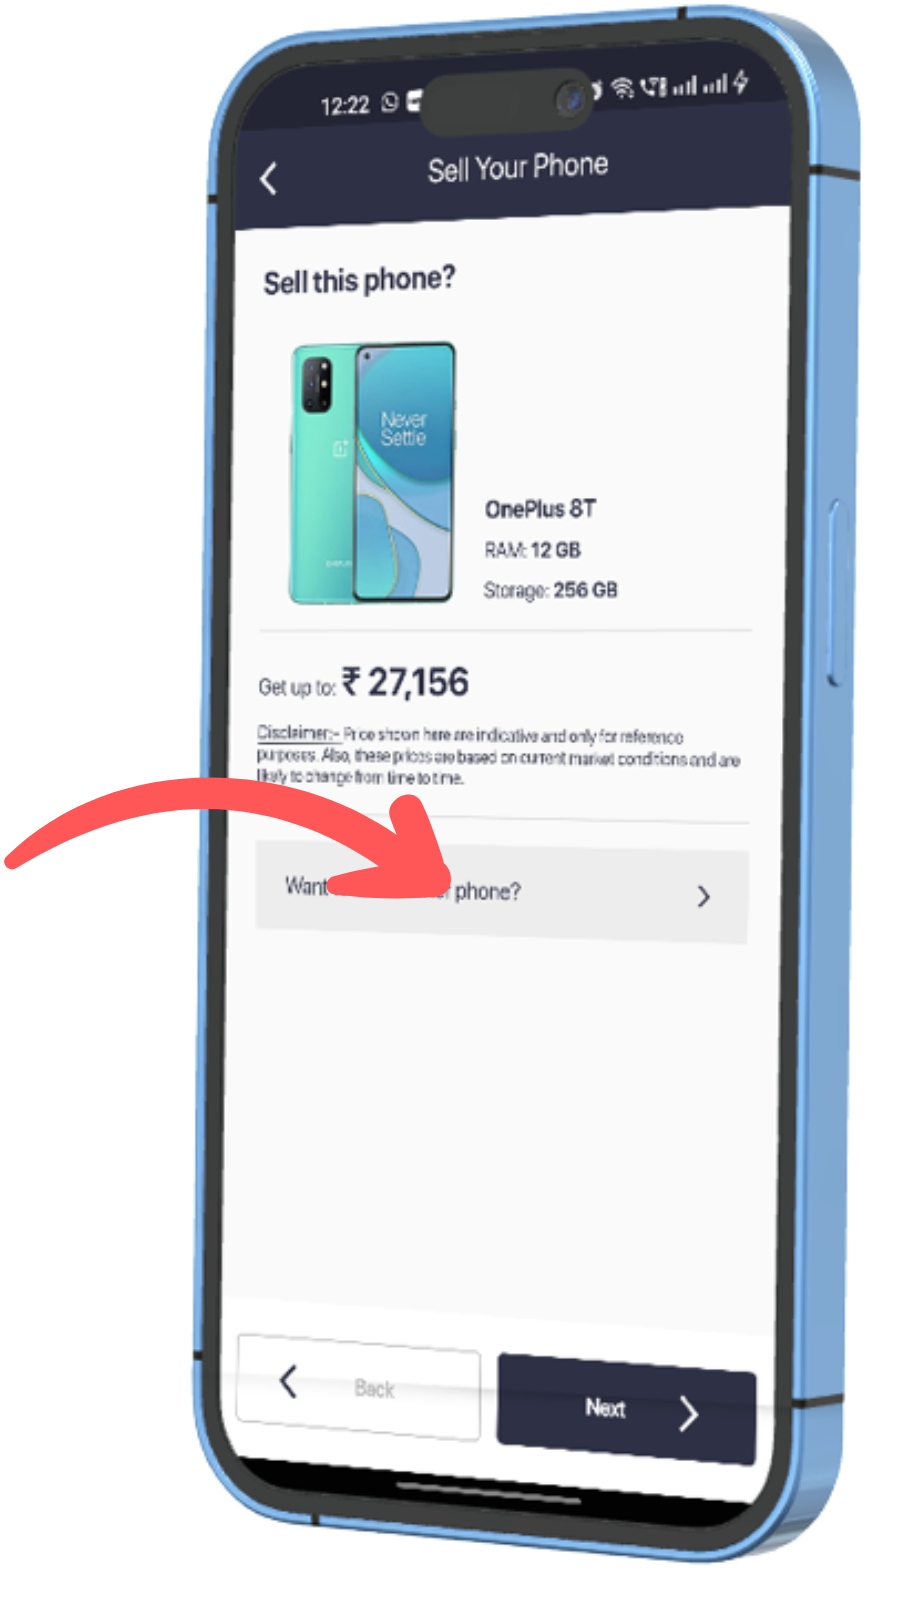 12:22
Sell Your Phone
Sell this phone?
Never
Settle
OnePlus 8T
RAM: 12 GB
Storage: 256 GB
Get up to: ₹ 27,156
Disclaimer:- Price shown here are indicative and only for reference
purposes. Also, these prices are based on current market conditions and are
likely to change from time to time.
Want phone?
Back
Next